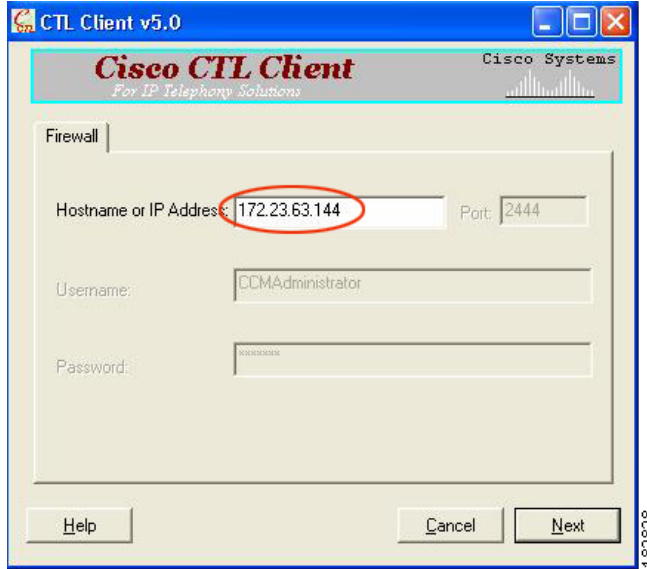 CTL Client v5.0
Cisco CTL Client
For IP Telephony Solutions
Cisco Systems
Firewall
Hostname or IP Address: 172.23.63.144 Port: 2444
Username: CCMAdministrator
Password: xxxxxxx
Help Cancel Next